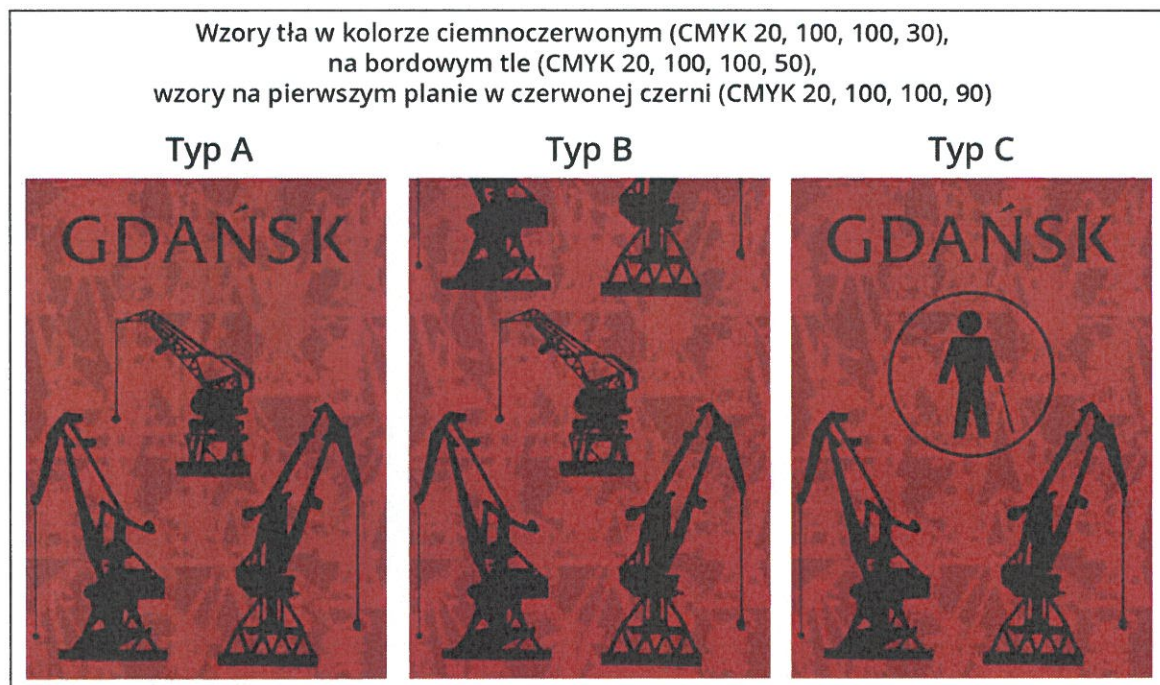 Wzory tła w kolorze ciemnoczerwonym (CMYK 20, 100, 100, 30),
na bordowym tle (CMYK 20, 100, 100, 50),
wzory na pierwszym planie w czerwonej czerni (CMYK 20, 100, 100, 90)
Typ A
Typ B
Typ C
GDAŃSK
GDAŃSK